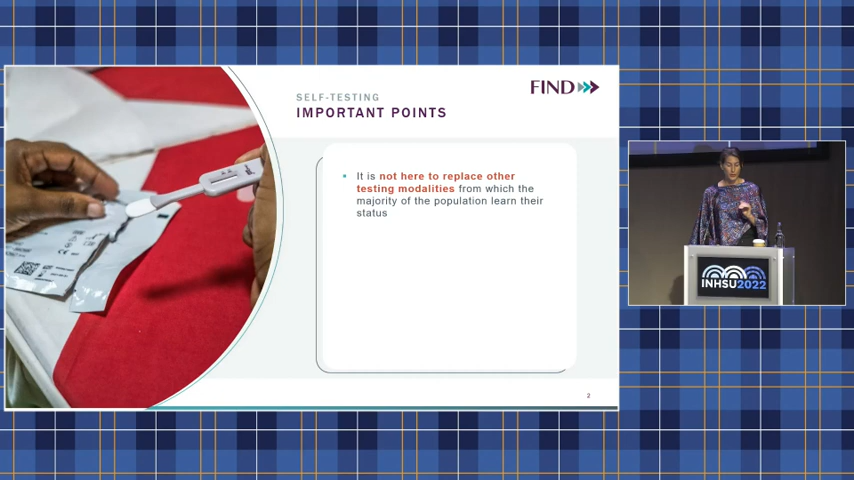 SELF-TESTING
IMPORTANT POINTS
FIND
It is not here to replace other
testing modalities from which the
majority of the population learn their
status
2
INHSU2022